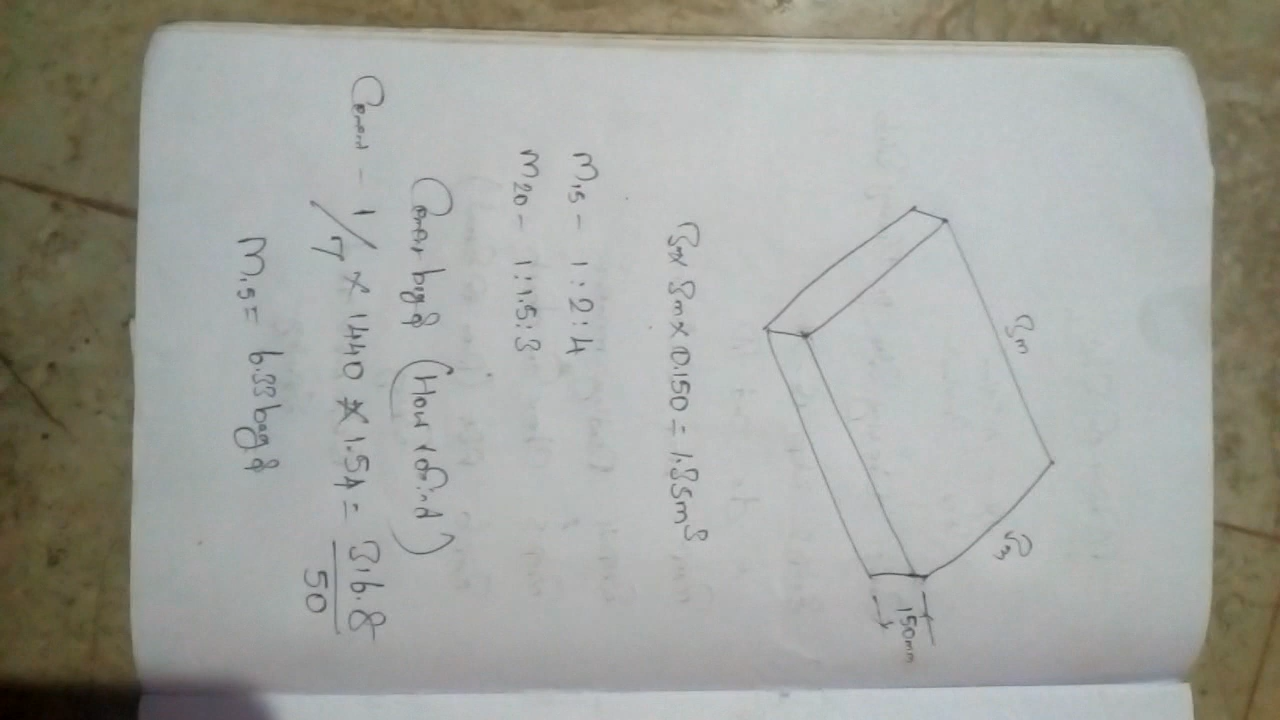 3m
3m
150mm
3m x 3m x 0.150 = 1.35m³
M15 - 1:2:4
M20 - 1:1.5:3
Cement bags (How to find)
Cement - 1/7 x 1440 x 1.54 = 316.8/50
M15 = 6.33 bags